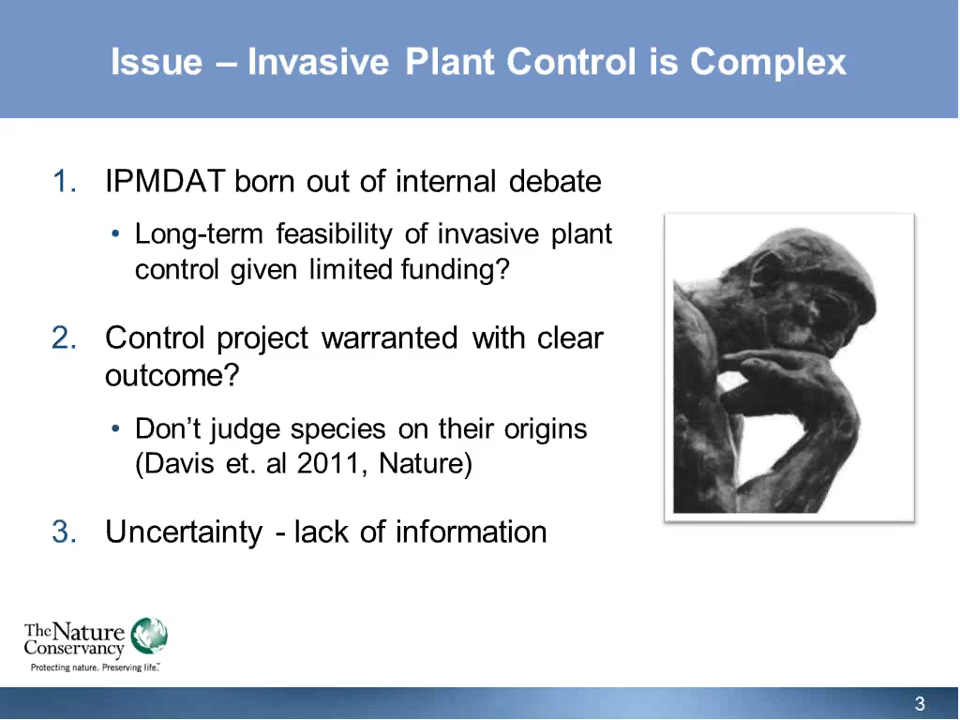 Issue – Invasive Plant Control is Complex
1. IPMDAT born out of internal debate
• Long-term feasibility of invasive plant
control given limited funding?
2. Control project warranted with clear
outcome?
• Don’t judge species on their origins
(Davis et. al 2011, Nature)
3. Uncertainty - lack of information
The Nature
Conservancy
Protecting nature. Preserving life.™
3